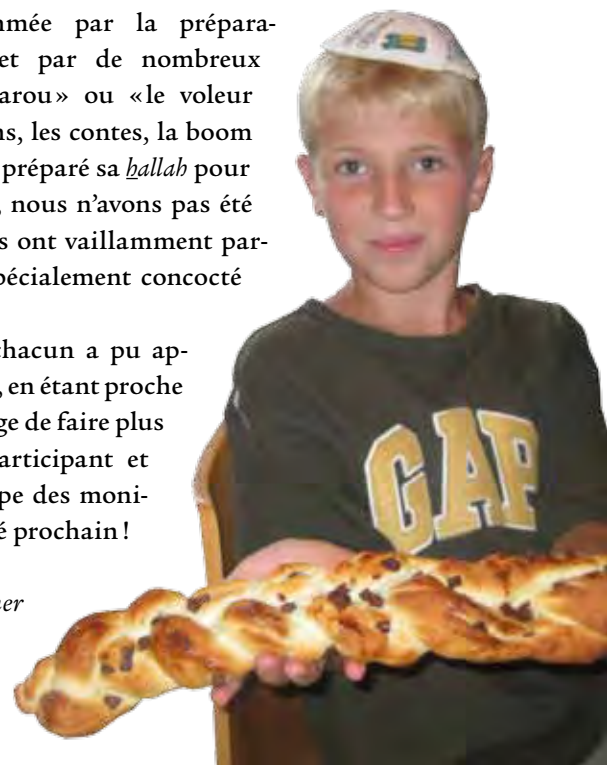 mmée par la prépara-
et par de nombreux
arou» ou «le voleur
ns, les contes, la boom
préparé sa hallah pour
, nous n'avons pas été
s ont vaillamment par-
pécialement concocté
chacun a pu ap-
, en étant proche
ge de faire plus
articipant et
pe des moni-
é prochain !
er
GAP